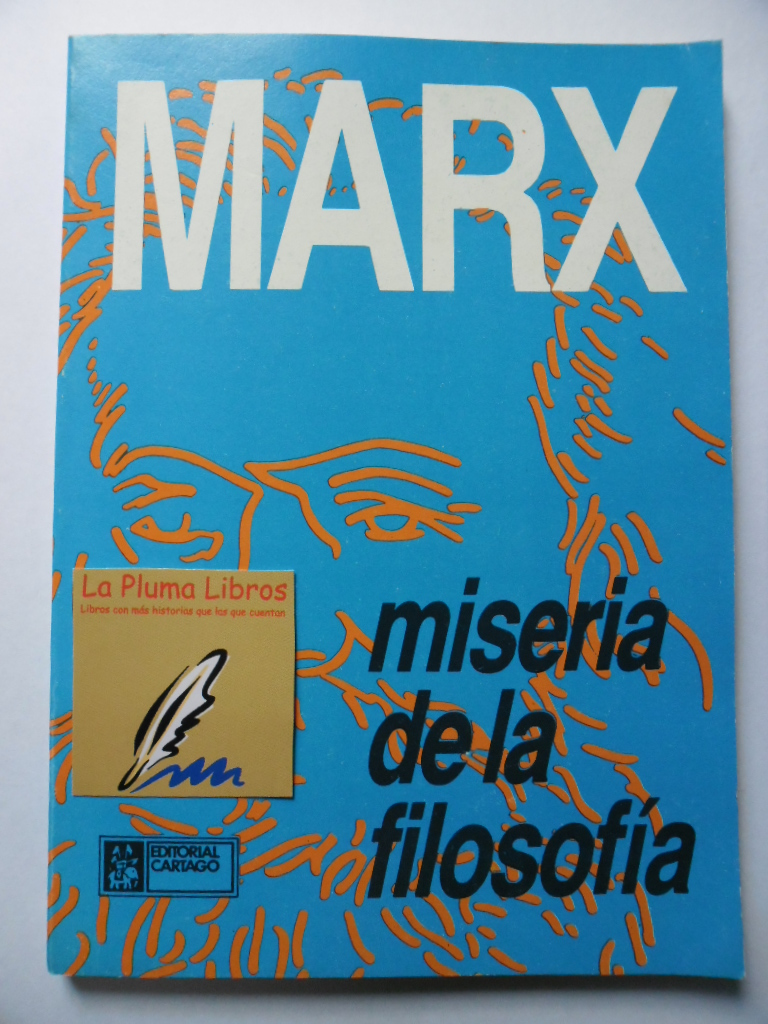 MARX
La Pluma Libros
Libros con más historias que las que cuentan
miseria
de la
filosofía
EDITORIAL
CARTAGO